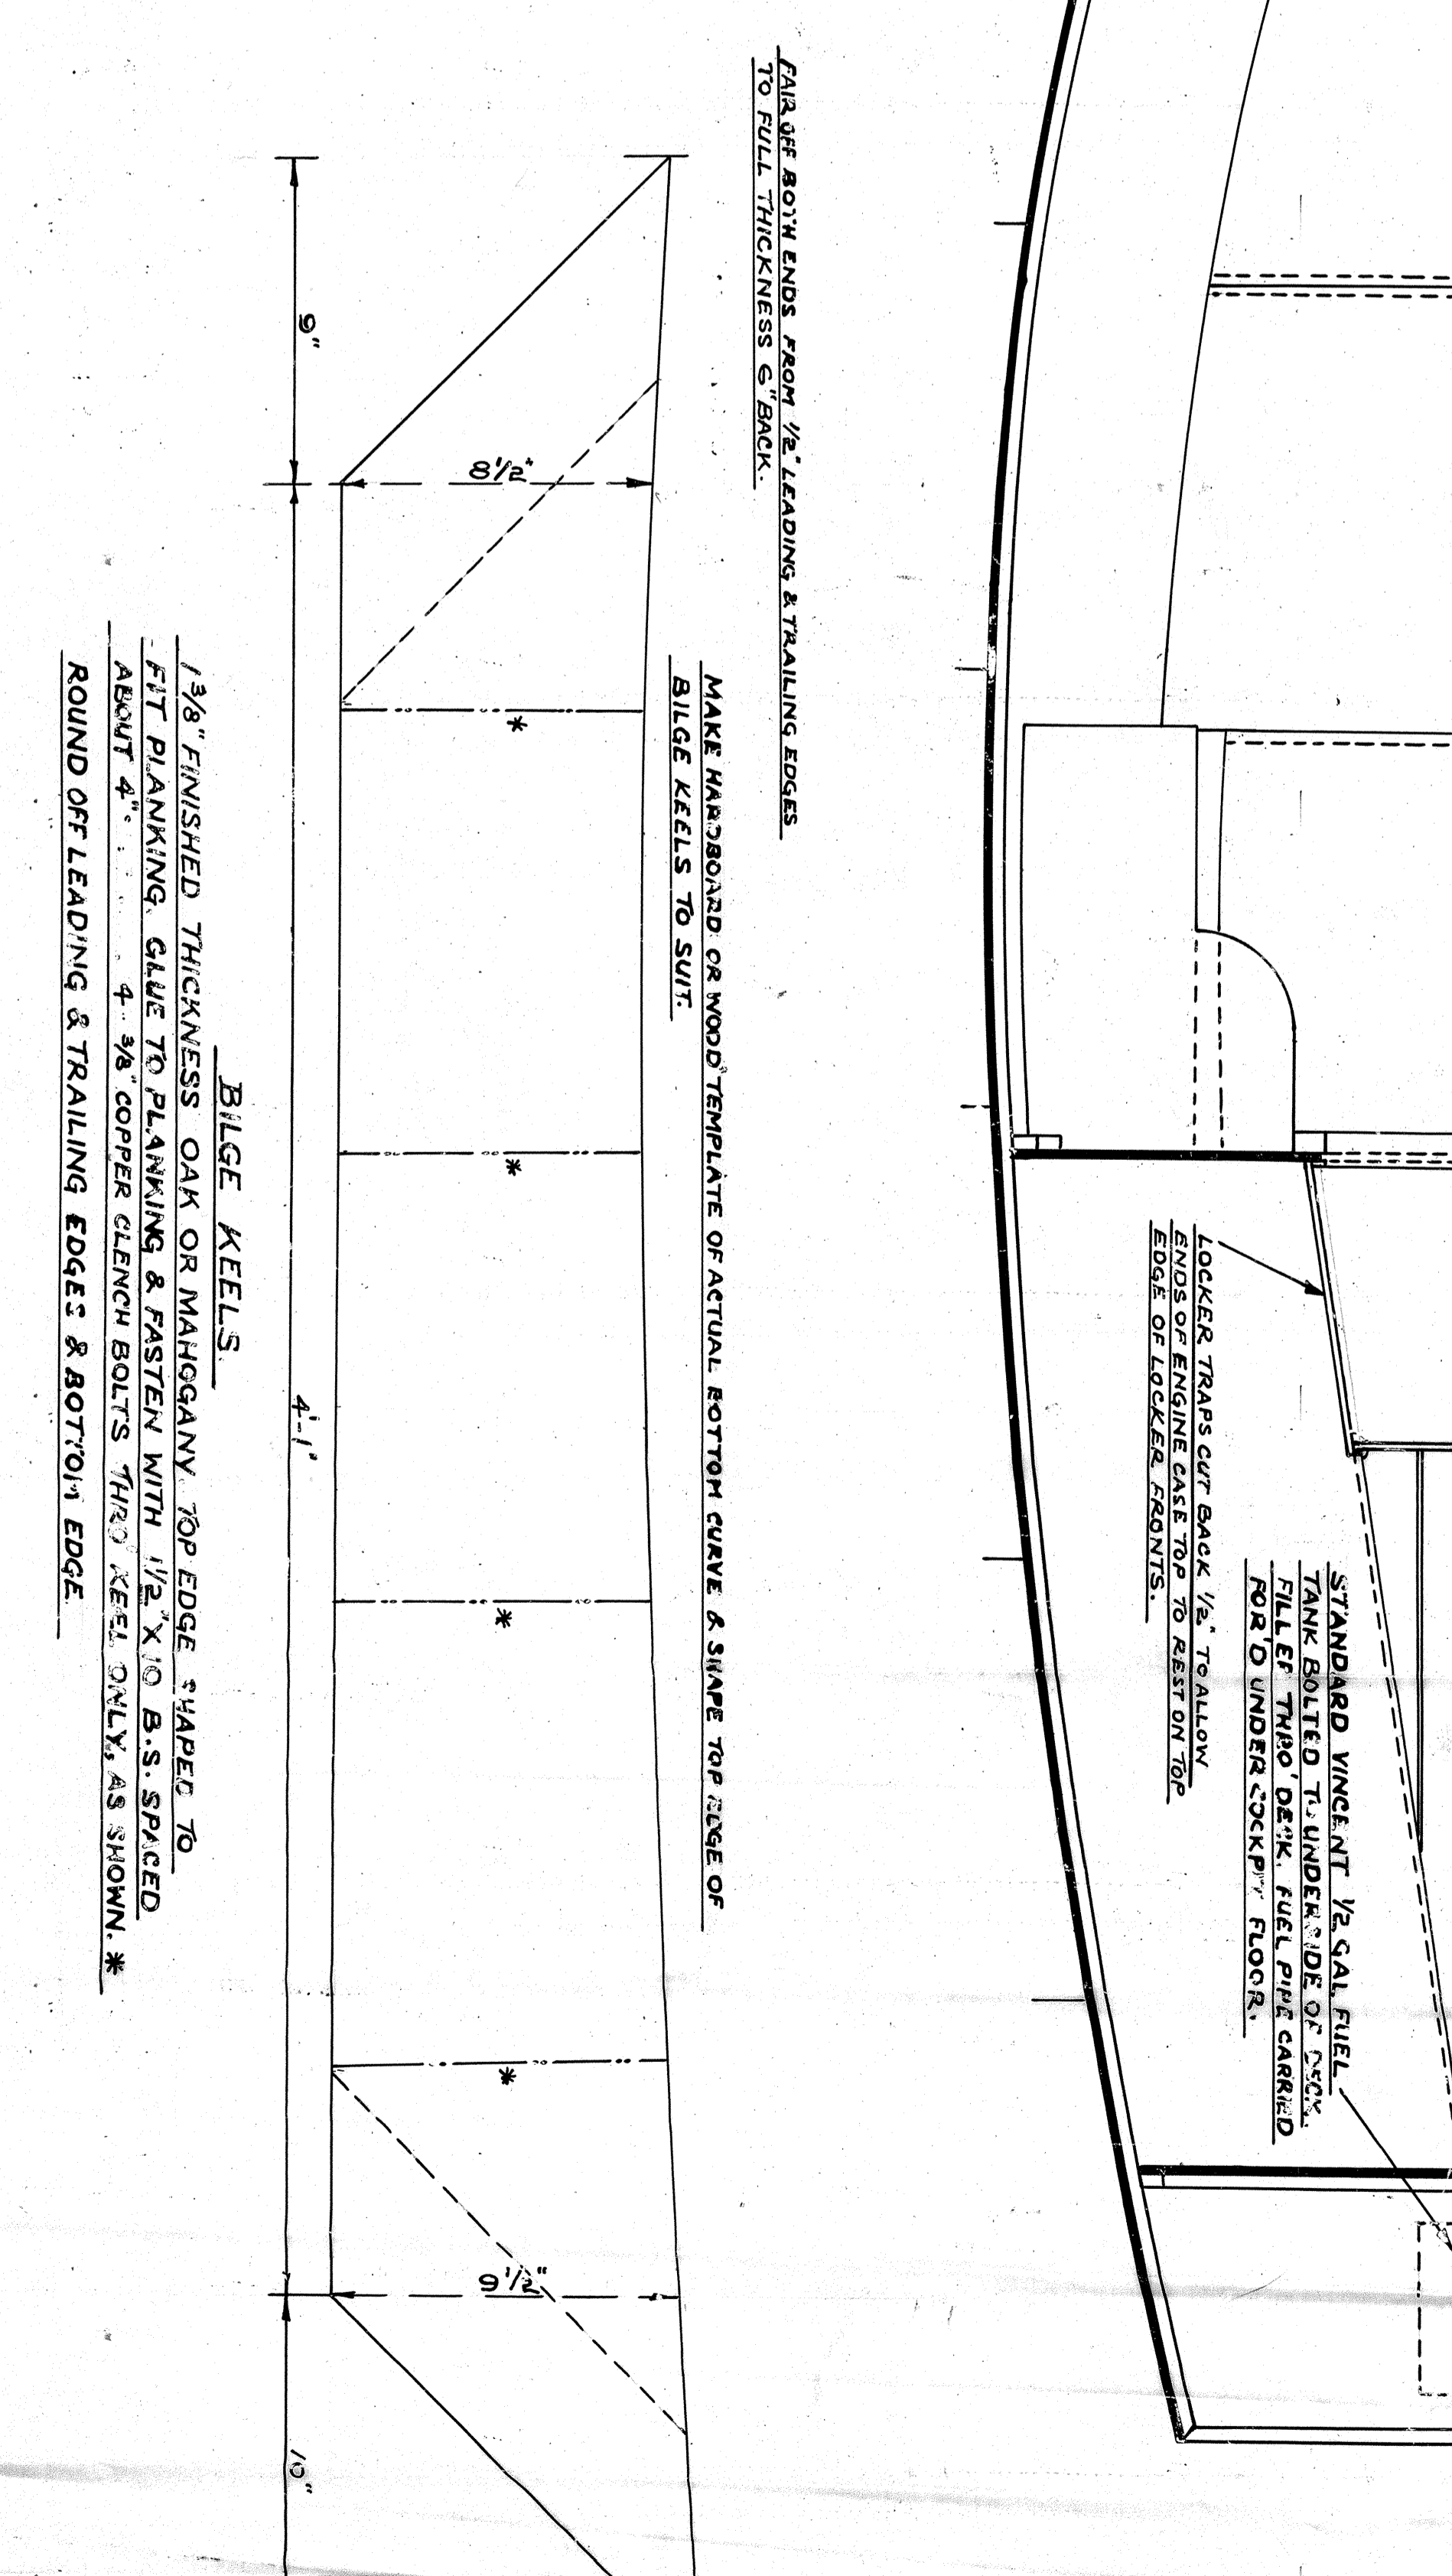 FAIR OFF BOTH ENDS FROM 1/2" LEADING & TRAILING EDGES
TO FULL THICKNESS 6" BACK.
MAKE HARDBOARD OR WOOD TEMPLATE OF ACTUAL BOTTOM CURVE & SHAPE TOP EDGE OF
BILGE KEELS TO SUIT.
9"
8 1/2"
*
*
*
*
4'-1"
9 1/2"
10"
BILGE KEELS.
1 3/8" FINISHED THICKNESS OAK OR MAHOGANY. TOP EDGE SHAPED TO
FIT PLANKING. GLUE TO PLANKING & FASTEN WITH 1 1/2" X 10 B.S. SPACED
ABOUT 4". 4 - 3/8" COPPER CLENCH BOLTS THRO' KEEL ONLY, AS SHOWN. *
ROUND OFF LEADING & TRAILING EDGES & BOTTOM EDGE
LOCKER TRAPS CUT BACK 1/2" TO ALLOW
ENDS OF ENGINE CASE TOP TO REST ON TOP
EDGE OF LOCKER FRONTS.
STANDARD VINCENT 1/2 GAL FUEL
TANK BOLTED TO UNDERSIDE OF DECK.
FILLER THRO' DECK. FUEL PIPE CARRIED
FOR'D UNDER COCKPIT FLOOR.